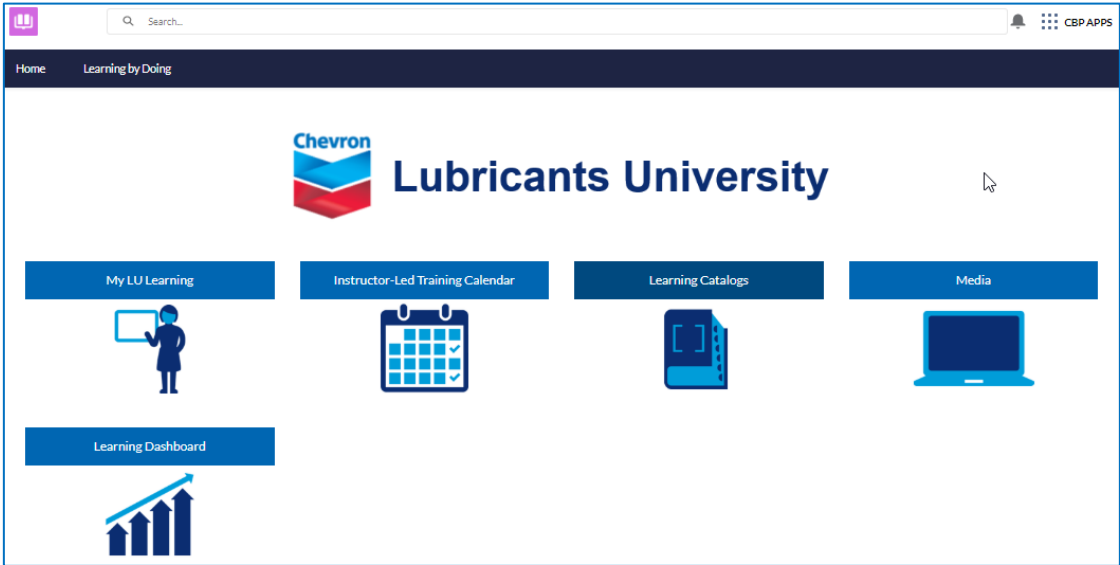 Search...
CBP APPS
Home
Learning by Doing
Chevron
Lubricants University
My LU Learning
Instructor-Led Training Calendar
Learning Catalogs
Media
Learning Dashboard